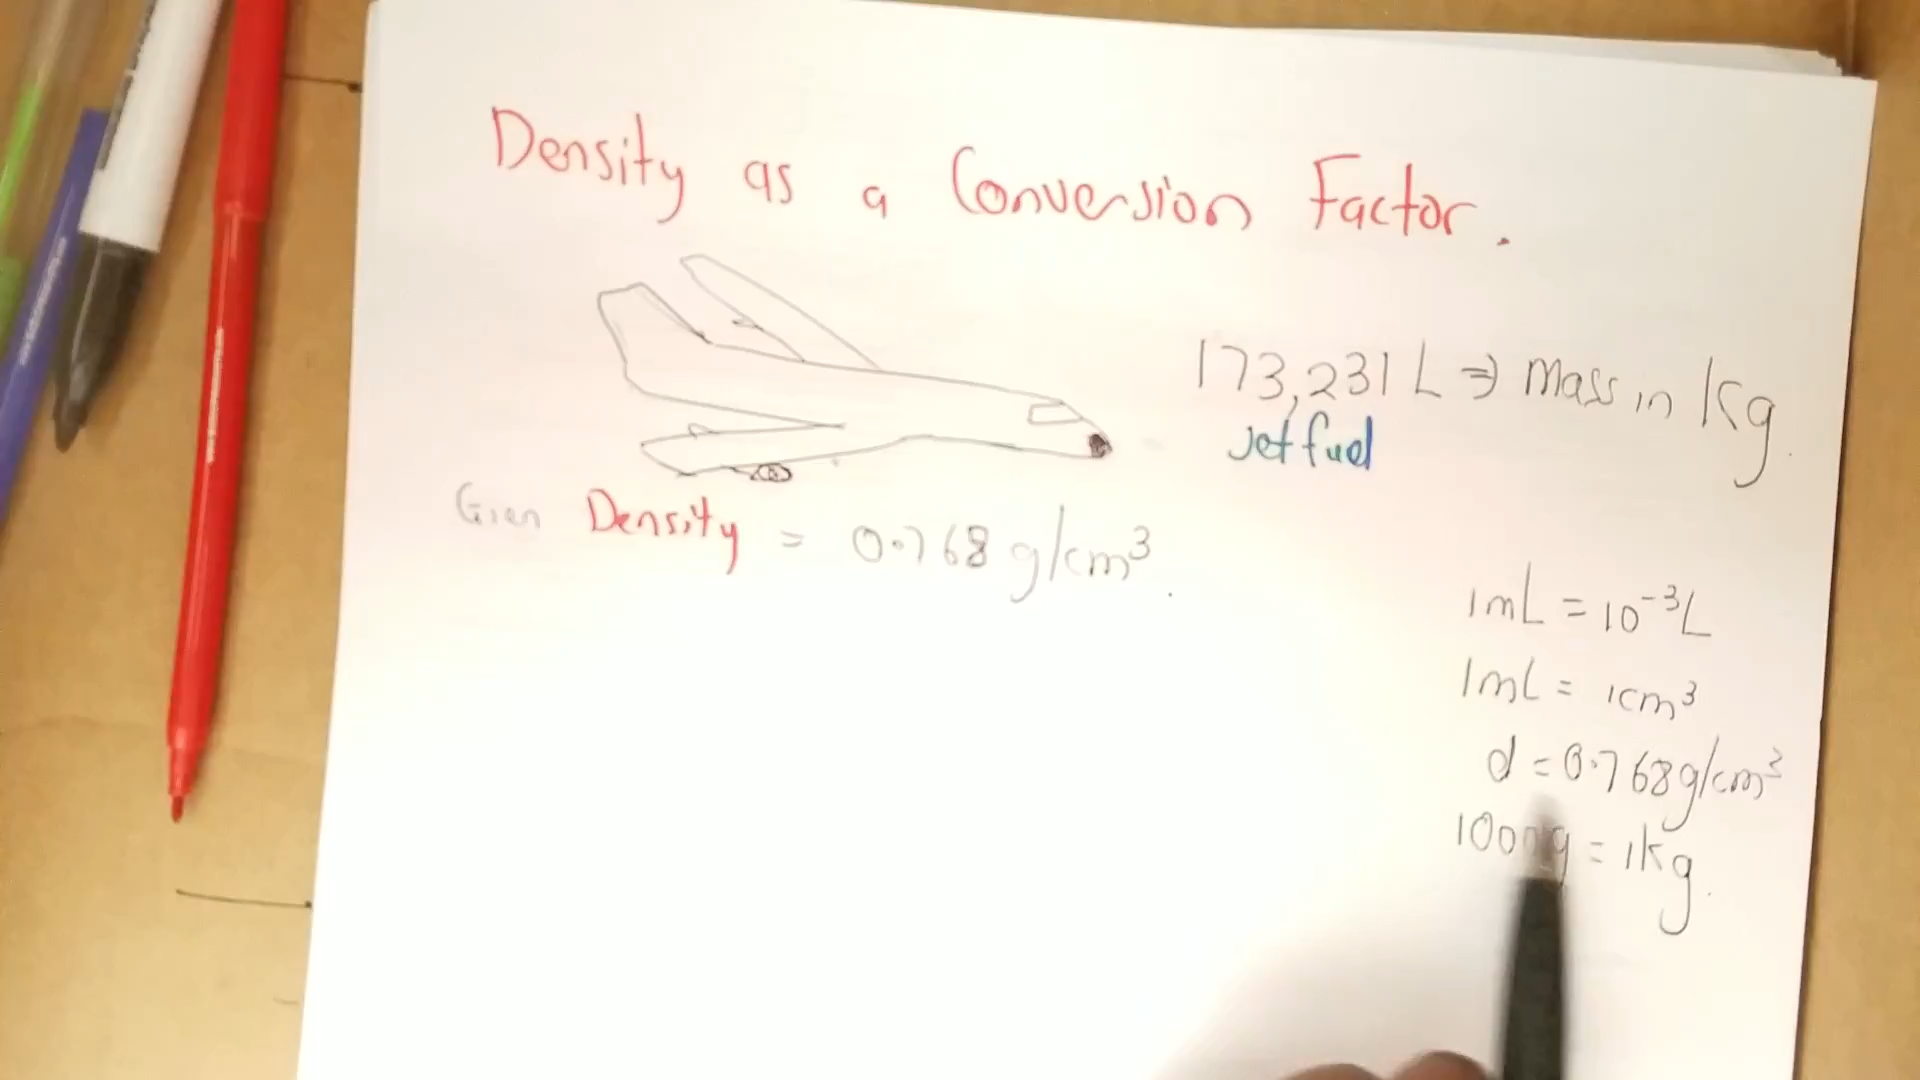 Density as a Conversion Factor.
173,231 L ⇒ mass in Kg
Jet fuel
Given Density = 0.768 g/cm³.
1mL = 10⁻³L
1mL = 1cm³
d = 0.768g/cm³
1000g = 1kg.